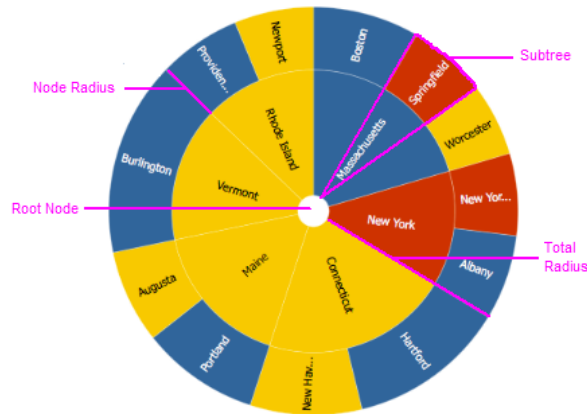 Newport
Boston
Providen...
Springfield
Subtree
Node Radius
Rhode Island
Massachusetts
Worcester
Burlington
Vermont
Root Node
New York
New Yor...
Albany
Total
Radius
Augusta
Maine
Connecticut
Portland
New Hav...
Hartford